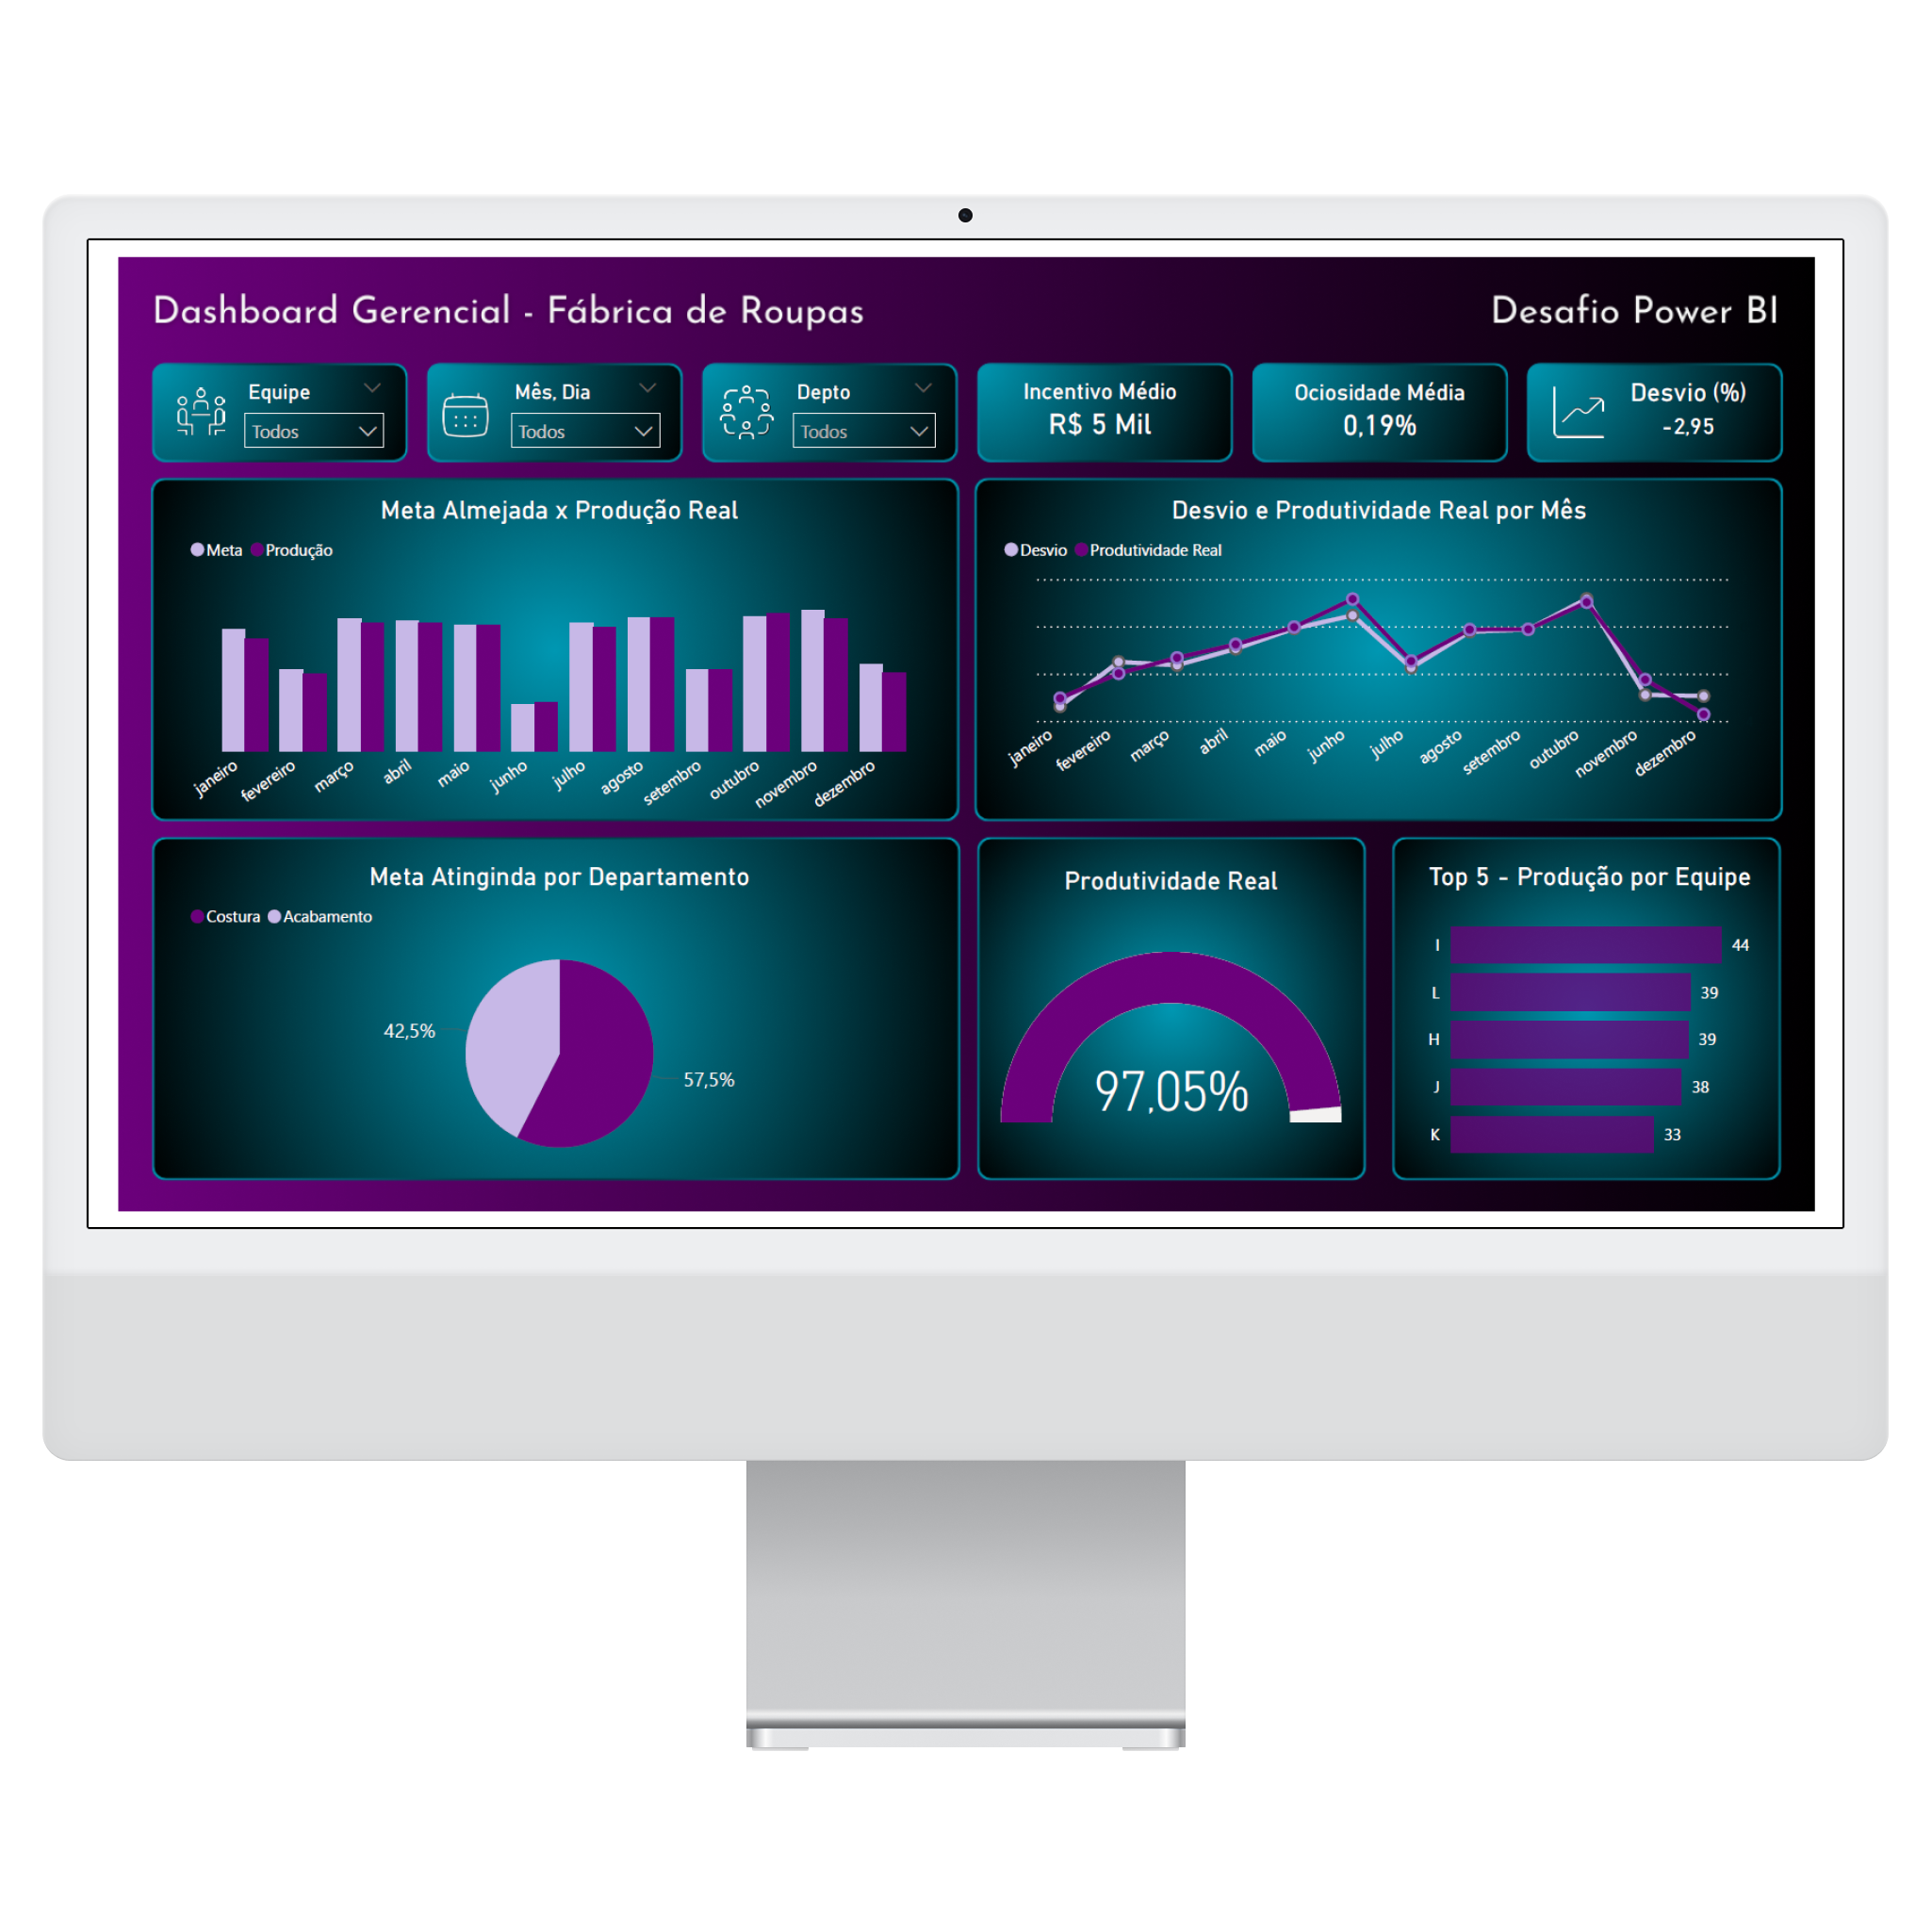 Dashboard Gerencial - Fábrica de Roupas
Desafio Power BI
Equipe
Todos
Mês, Dia
Todos
Depto
Todos
Incentivo Médio
R$ 5 Mil
Ociosidade Média
0,19%
Desvio (%)
-2,95
Meta Almejada x Produção Real
Meta Produção
janeiro fevereiro março abril maio junho julho agosto setembro outubro novembro dezembro
Desvio e Produtividade Real por Mês
Desvio Produtividade Real
janeiro fevereiro março abril maio junho julho agosto setembro outubro novembro dezembro
Meta Atinginda por Departamento
Costura Acabamento
42,5%
57,5%
Produtividade Real
97,05%
Top 5 - Produção por Equipe
I 44
L 39
H 39
J 38
K 33